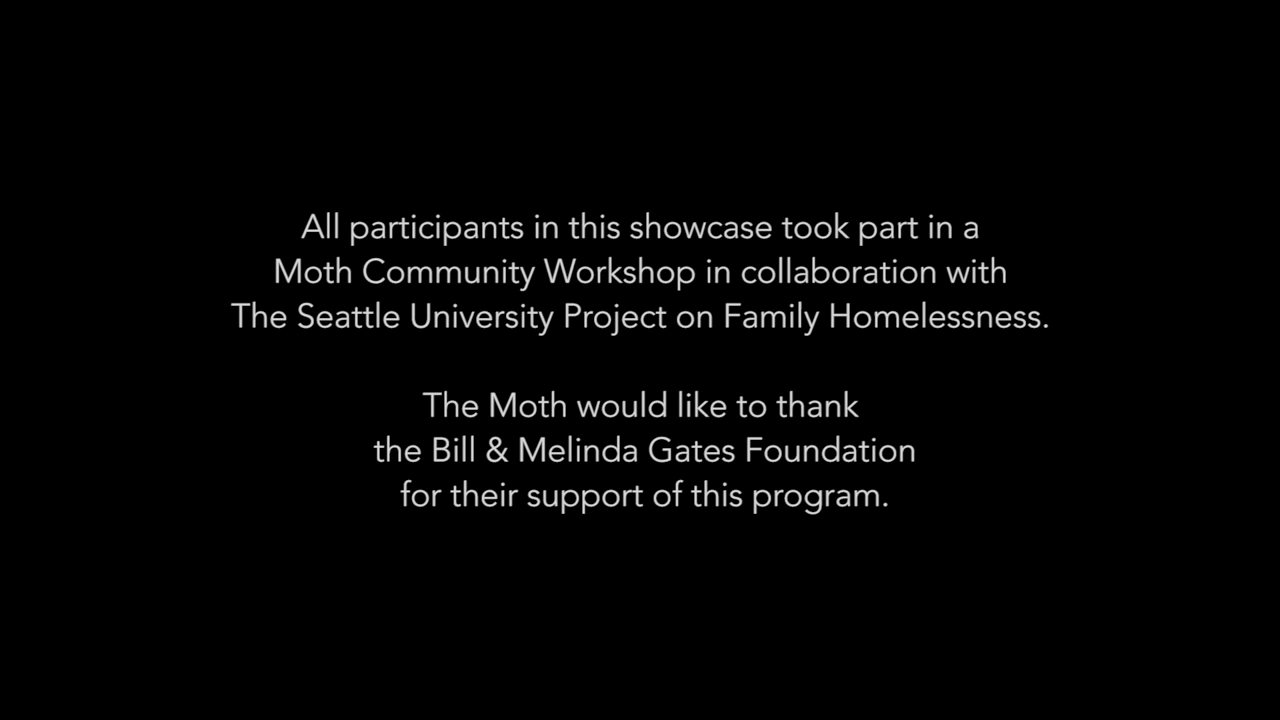 All participants in this showcase took part in a
Moth Community Workshop in collaboration with
The Seattle University Project on Family Homelessness.
The Moth would like to thank
the Bill & Melinda Gates Foundation
for their support of this program.